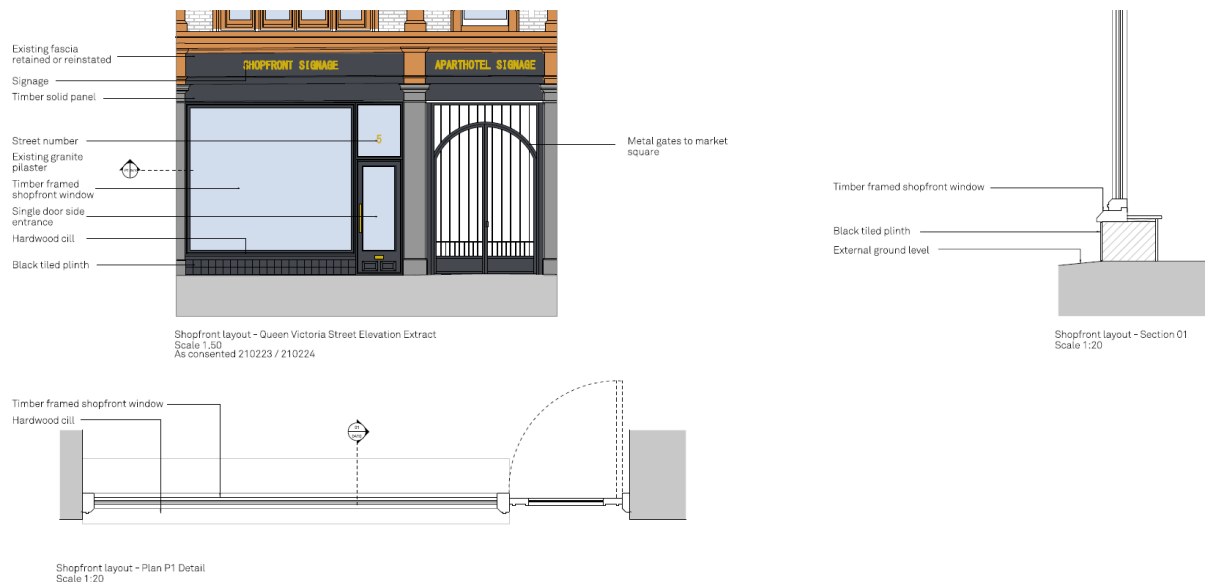 Existing fascia
retained or reinstated
Signage
Timber solid panel
Street number
Existing granite
pilaster
Timber framed
shopfront window
Single door side
entrance
Hardwood cill
Black tiled plinth
SHOPFRONT SIGNAGE
APARTHOTEL SIGNAGE
5
Metal gates to market
square
Shopfront layout - Queen Victoria Street Elevation Extract
Scale 1.50
As consented 210223 / 210224
Timber framed shopfront window
Black tiled plinth
External ground level
Shopfront layout - Section 01
Scale 1:20
Timber framed shopfront window
Hardwood cill
01
Shopfront layout - Plan P1 Detail
Scale 1:20